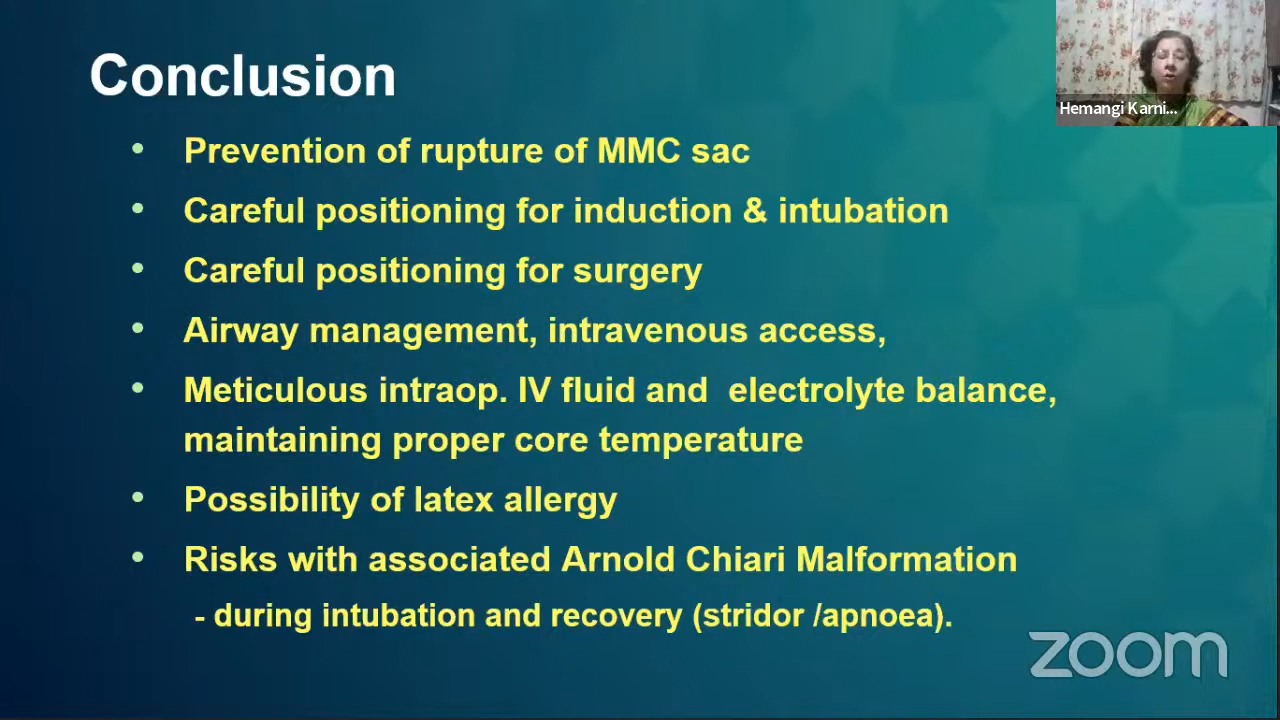 Conclusion
Hemangi Karni...
• Prevention of rupture of MMC sac
• Careful positioning for induction & intubation
• Careful positioning for surgery
• Airway management, intravenous access,
• Meticulous intraop. IV fluid and  electrolyte balance,
maintaining proper core temperature
• Possibility of latex allergy
• Risks with associated Arnold Chiari Malformation
- during intubation and recovery (stridor /apnoea).
zoom